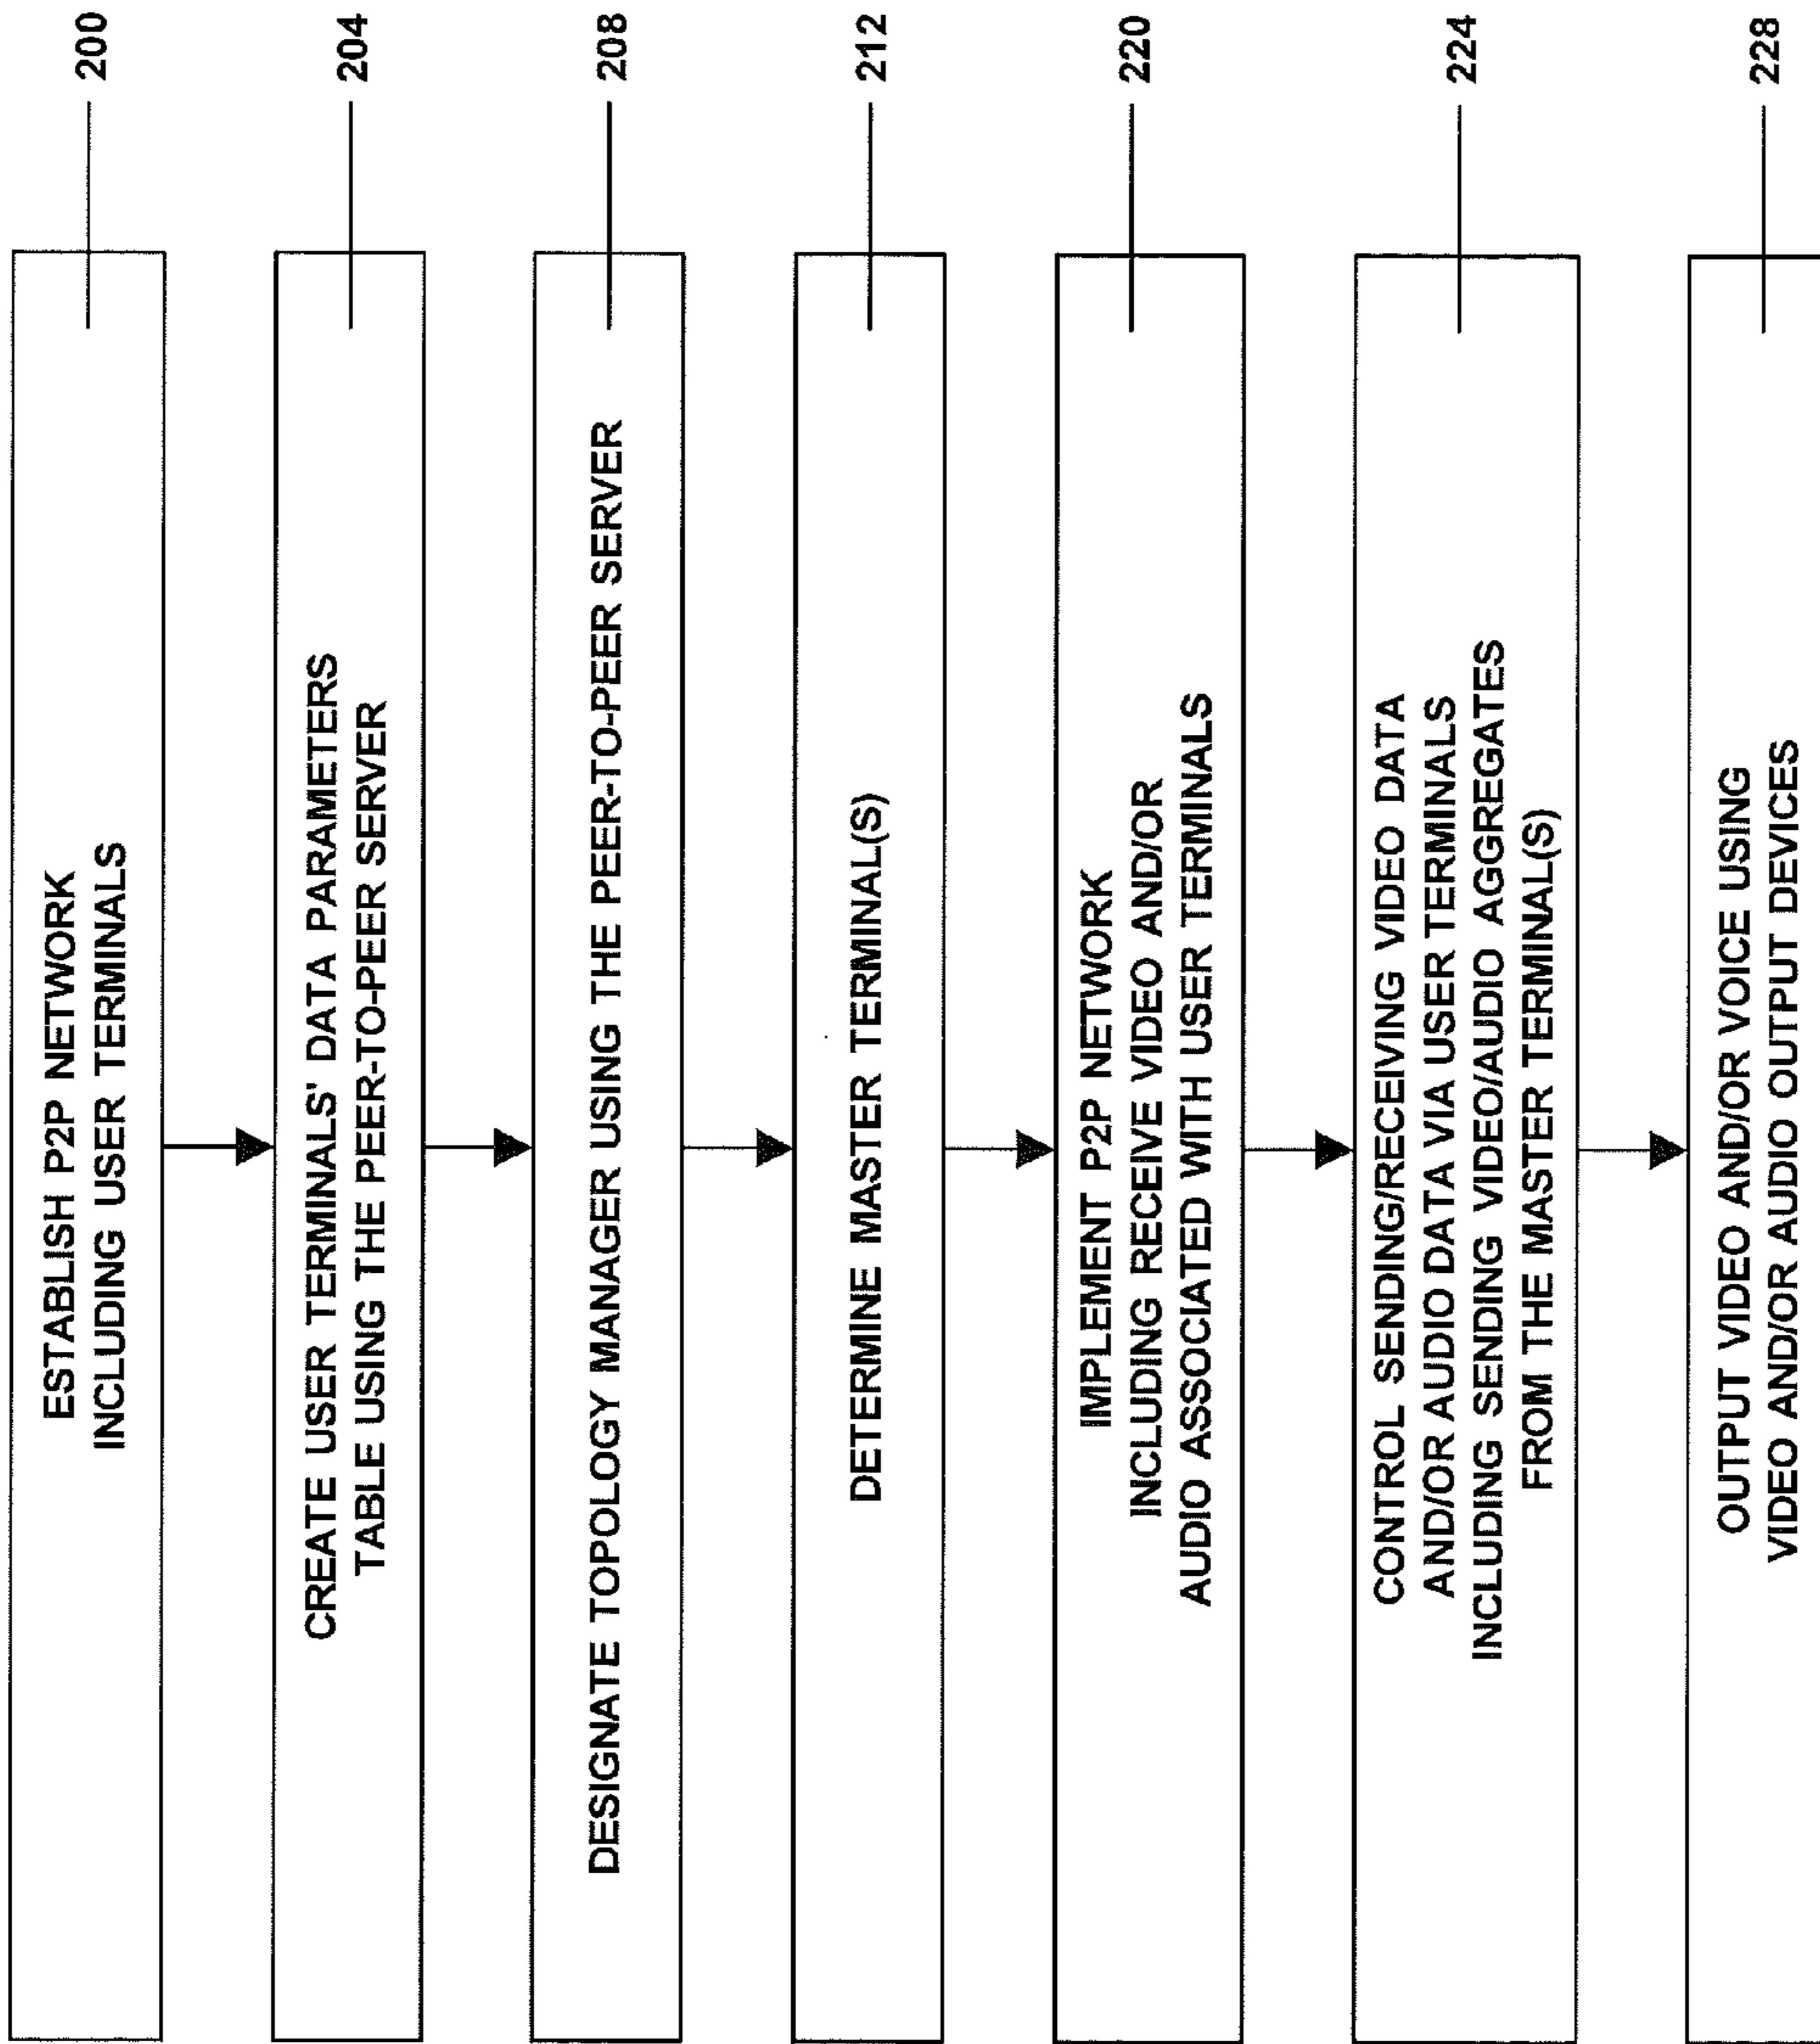 ESTABLISH P2P NETWORK
INCLUDING USER TERMINALS
200
CREATE USER TERMINALS' DATA PARAMETERS
TABLE USING THE PEER-TO-PEER SERVER
204
DESIGNATE TOPOLOGY MANAGER USING THE PEER-TO-PEER SERVER
208
DETERMINE MASTER TERMINAL(S)
212
IMPLEMENT P2P NETWORK
INCLUDING RECEIVE VIDEO AND/OR
AUDIO ASSOCIATED WITH USER TERMINALS
220
CONTROL SENDING/RECEIVING VIDEO DATA
AND/OR AUDIO DATA VIA USER TERMINALS
INCLUDING SENDING VIDEO/AUDIO AGGREGATES
FROM THE MASTER TERMINAL(S)
224
OUTPUT VIDEO AND/OR VOICE USING
VIDEO AND/OR AUDIO OUTPUT DEVICES
228